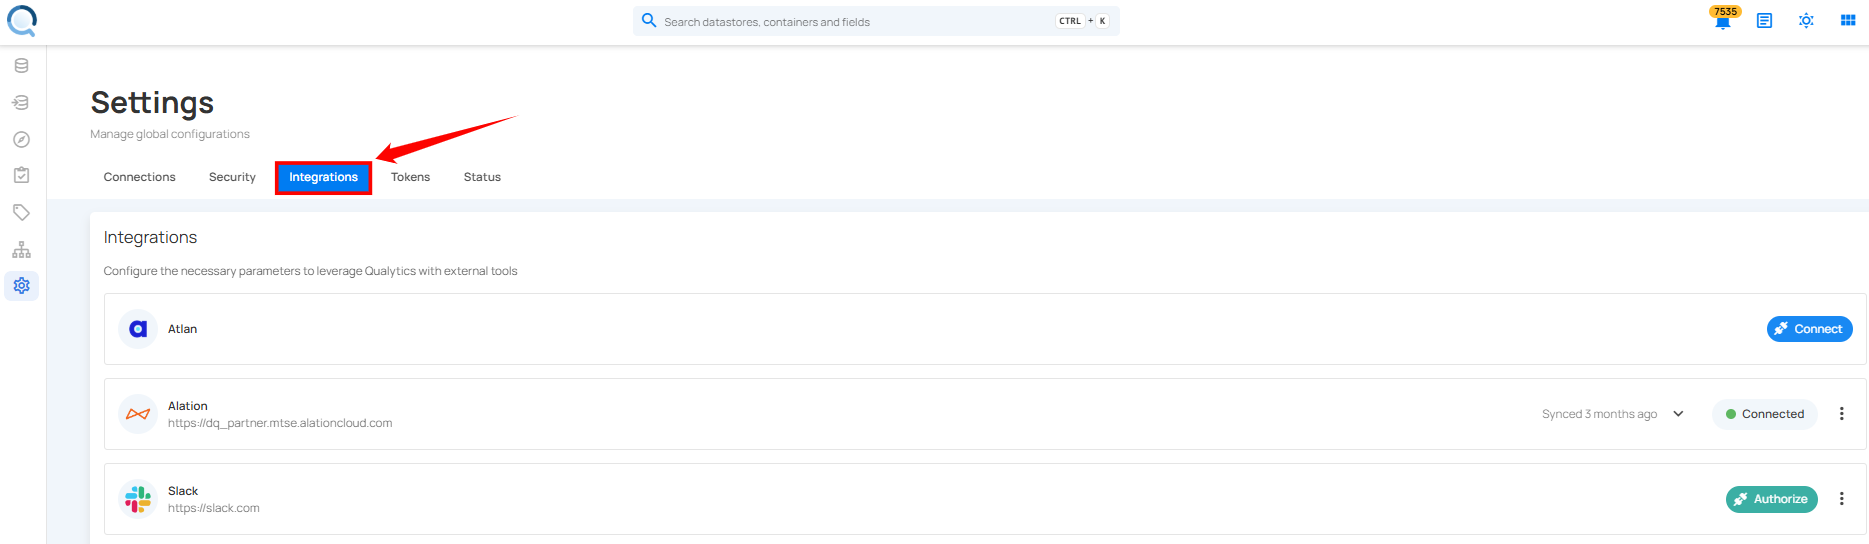 Search datastores, containers and fields CTRL + K
7535
Settings
Manage global configurations
Connections Security Integrations Tokens Status
Integrations
Configure the necessary parameters to leverage Qualytics with external tools
Atlan
Connect
Alation
https://dq_partner.mtse.alationcloud.com
Synced 3 months ago
Connected
Slack
https://slack.com
Authorize